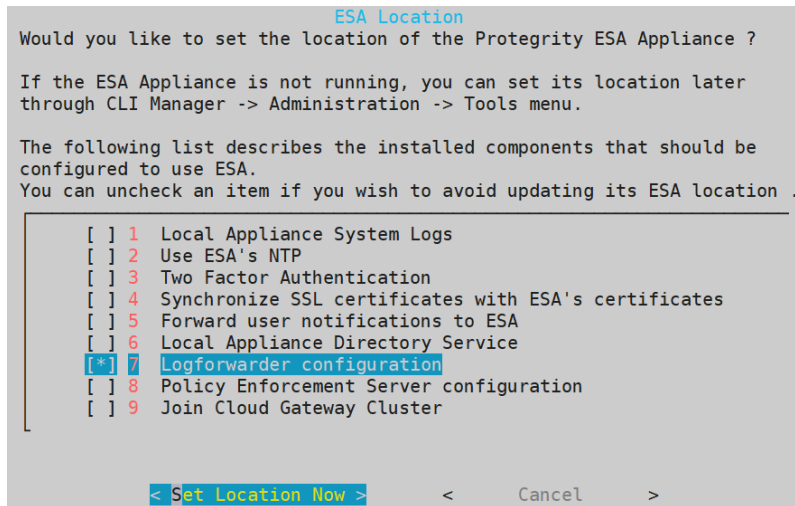 ESA Location
Would you like to set the location of the Protegrity ESA Appliance ?
If the ESA Appliance is not running, you can set its location later
through CLI Manager -> Administration -> Tools menu.
The following list describes the installed components that should be
configured to use ESA.
You can uncheck an item if you wish to avoid updating its ESA location .
[ ] 1 Local Appliance System Logs
[ ] 2 Use ESA's NTP
[ ] 3 Two Factor Authentication
[ ] 4 Synchronize SSL certificates with ESA's certificates
[ ] 5 Forward user notifications to ESA
[ ] 6 Local Appliance Directory Service
[*] 7 Logforwarder configuration
[ ] 8 Policy Enforcement Server configuration
[ ] 9 Join Cloud Gateway Cluster
< Set Location Now > < Cancel >